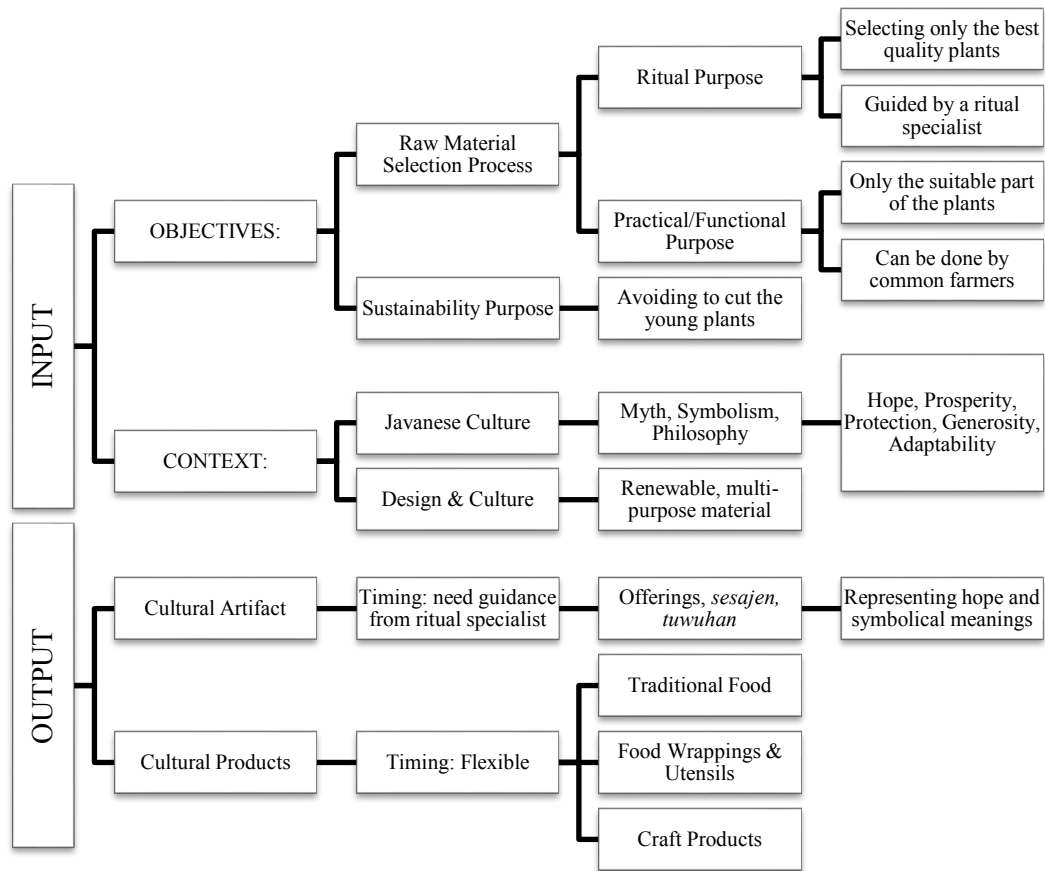 INPUT
OBJECTIVES:
Raw Material
Selection Process
Ritual Purpose
Selecting only the best
quality plants
Guided by a ritual
specialist
Practical/Functional
Purpose
Only the suitable part
of the plants
Can be done by
common farmers
Sustainability Purpose
Avoiding to cut the
young plants
CONTEXT:
Javanese Culture
Myth, Symbolism,
Philosophy
Hope, Prosperity,
Protection, Generosity,
Adaptability
Design & Culture
Renewable, multi-
purpose material
OUTPUT
Cultural Artifact
Timing: need guidance
from ritual specialist
Offerings, sesajen,
tuwuhan
Representing hope and
symbolical meanings
Cultural Products
Timing: Flexible
Traditional Food
Food Wrappings &
Utensils
Craft Products